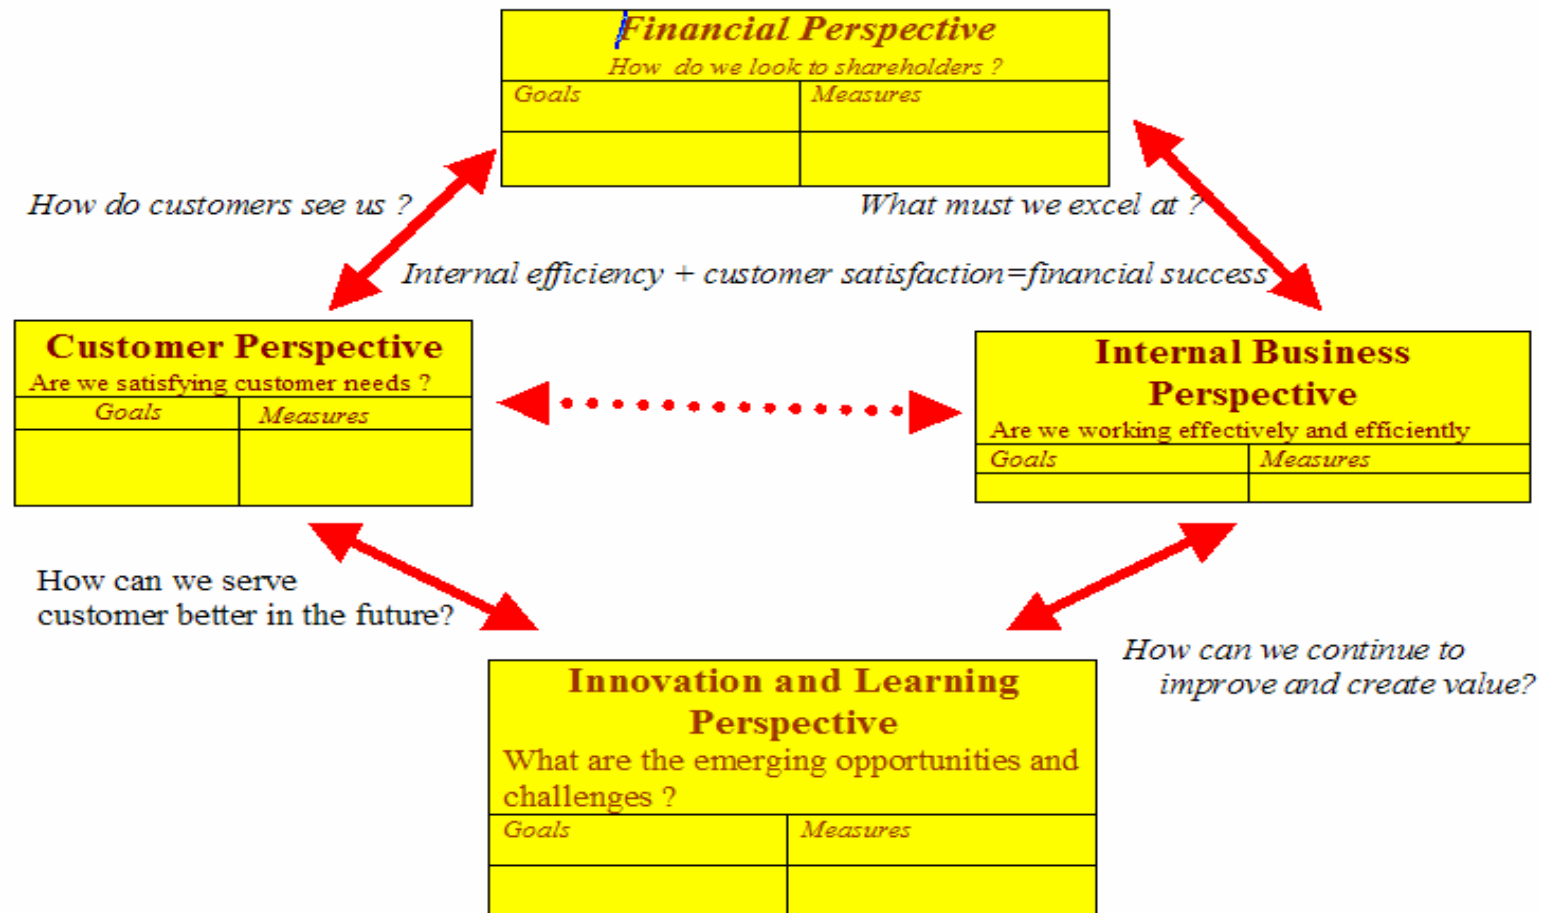 Financial Perspective
How do we look to shareholders ?
Goals Measures
How do customers see us ?
What must we excel at ?
Internal efficiency + customer satisfaction=financial success
Customer Perspective
Are we satisfying customer needs ?
Goals Measures
Internal Business
Perspective
Are we working effectively and efficiently
Goals Measures
How can we serve
customer better in the future?
How can we continue to
improve and create value?
Innovation and Learning
Perspective
What are the emerging opportunities and
challenges ?
Goals Measures